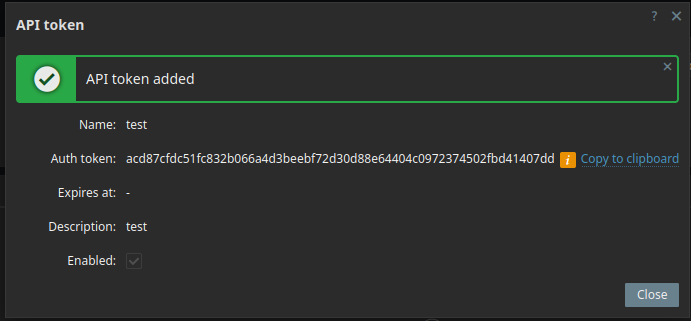 API token
?
API token added
Name: test
Auth token: acd87cfdc51fc832b066a4d3beebf72d30d88e64404c0972374502fbd41407dd i Copy to clipboard
Expires at: -
Description: test
Enabled:
Close